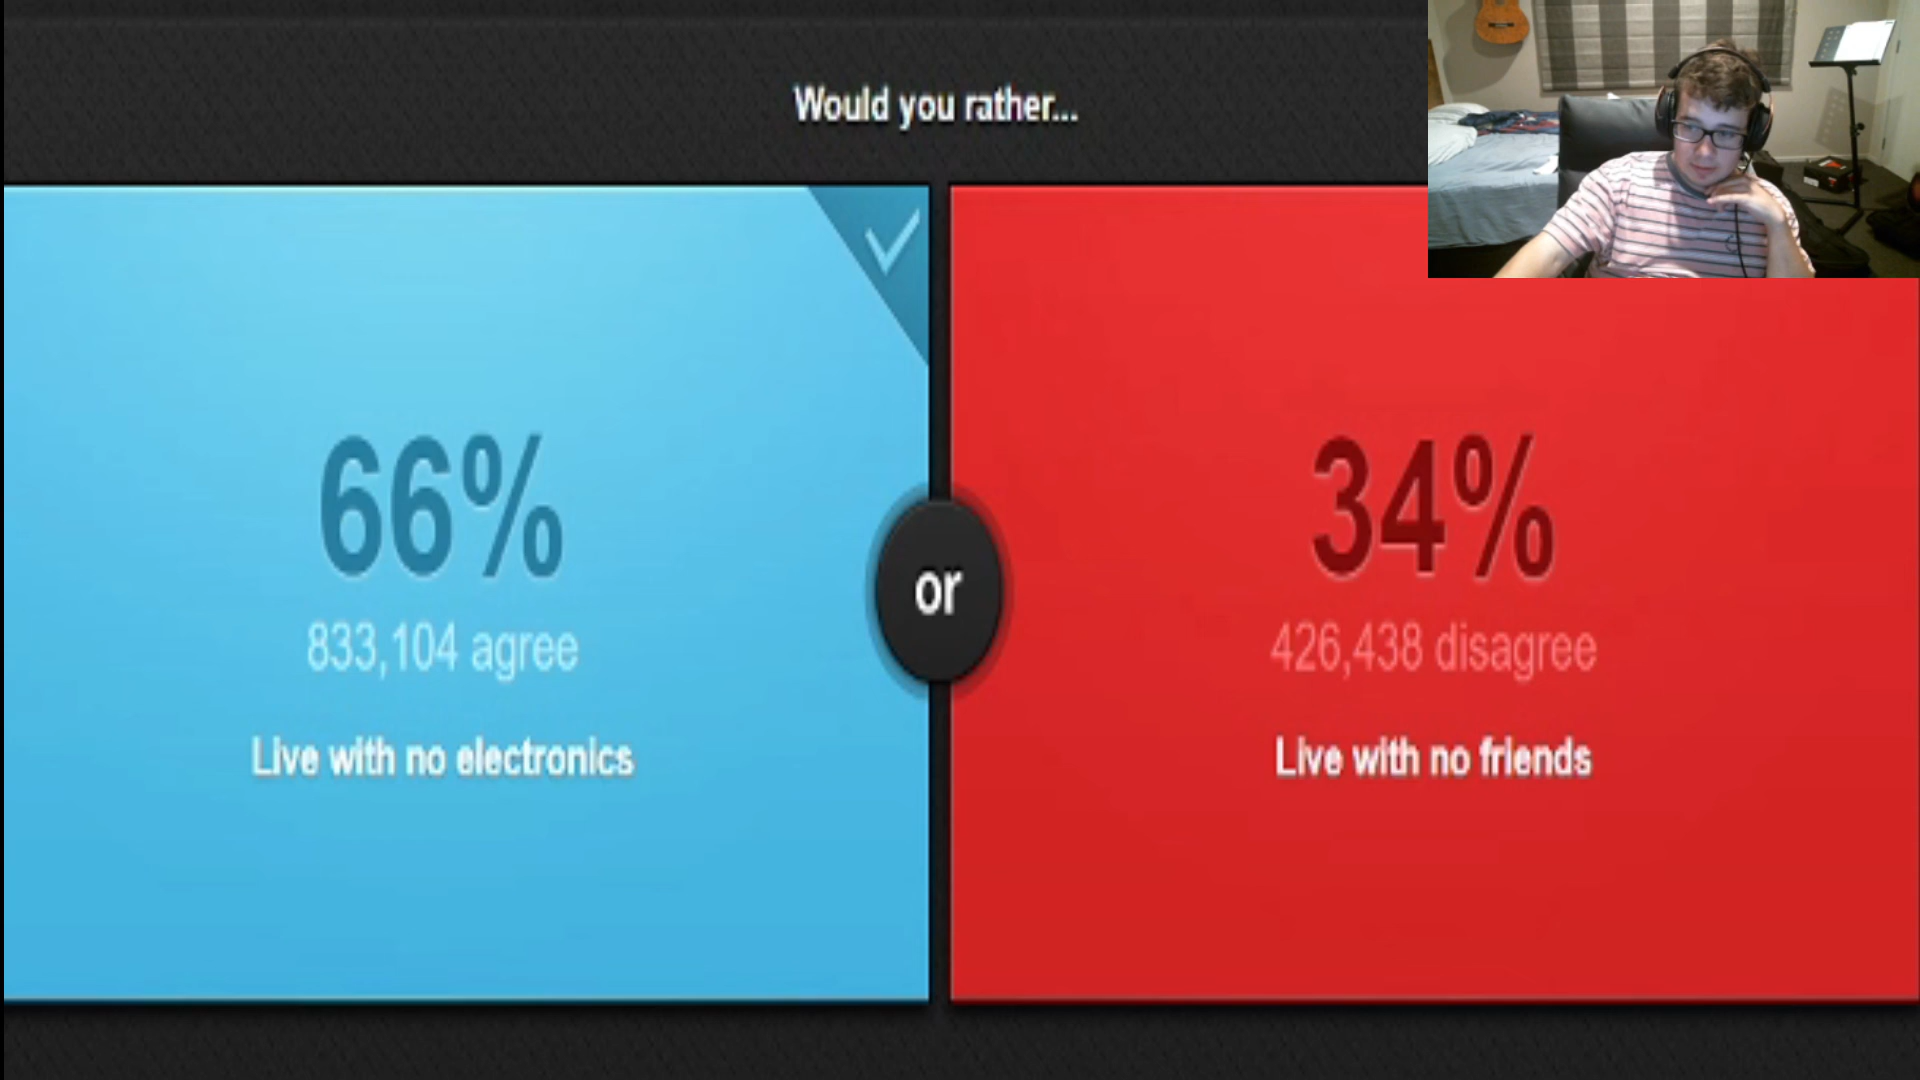 Would you rather...
66%
833,104 agree
Live with no electronics
or
34%
426,438 disagree
Live with no friends